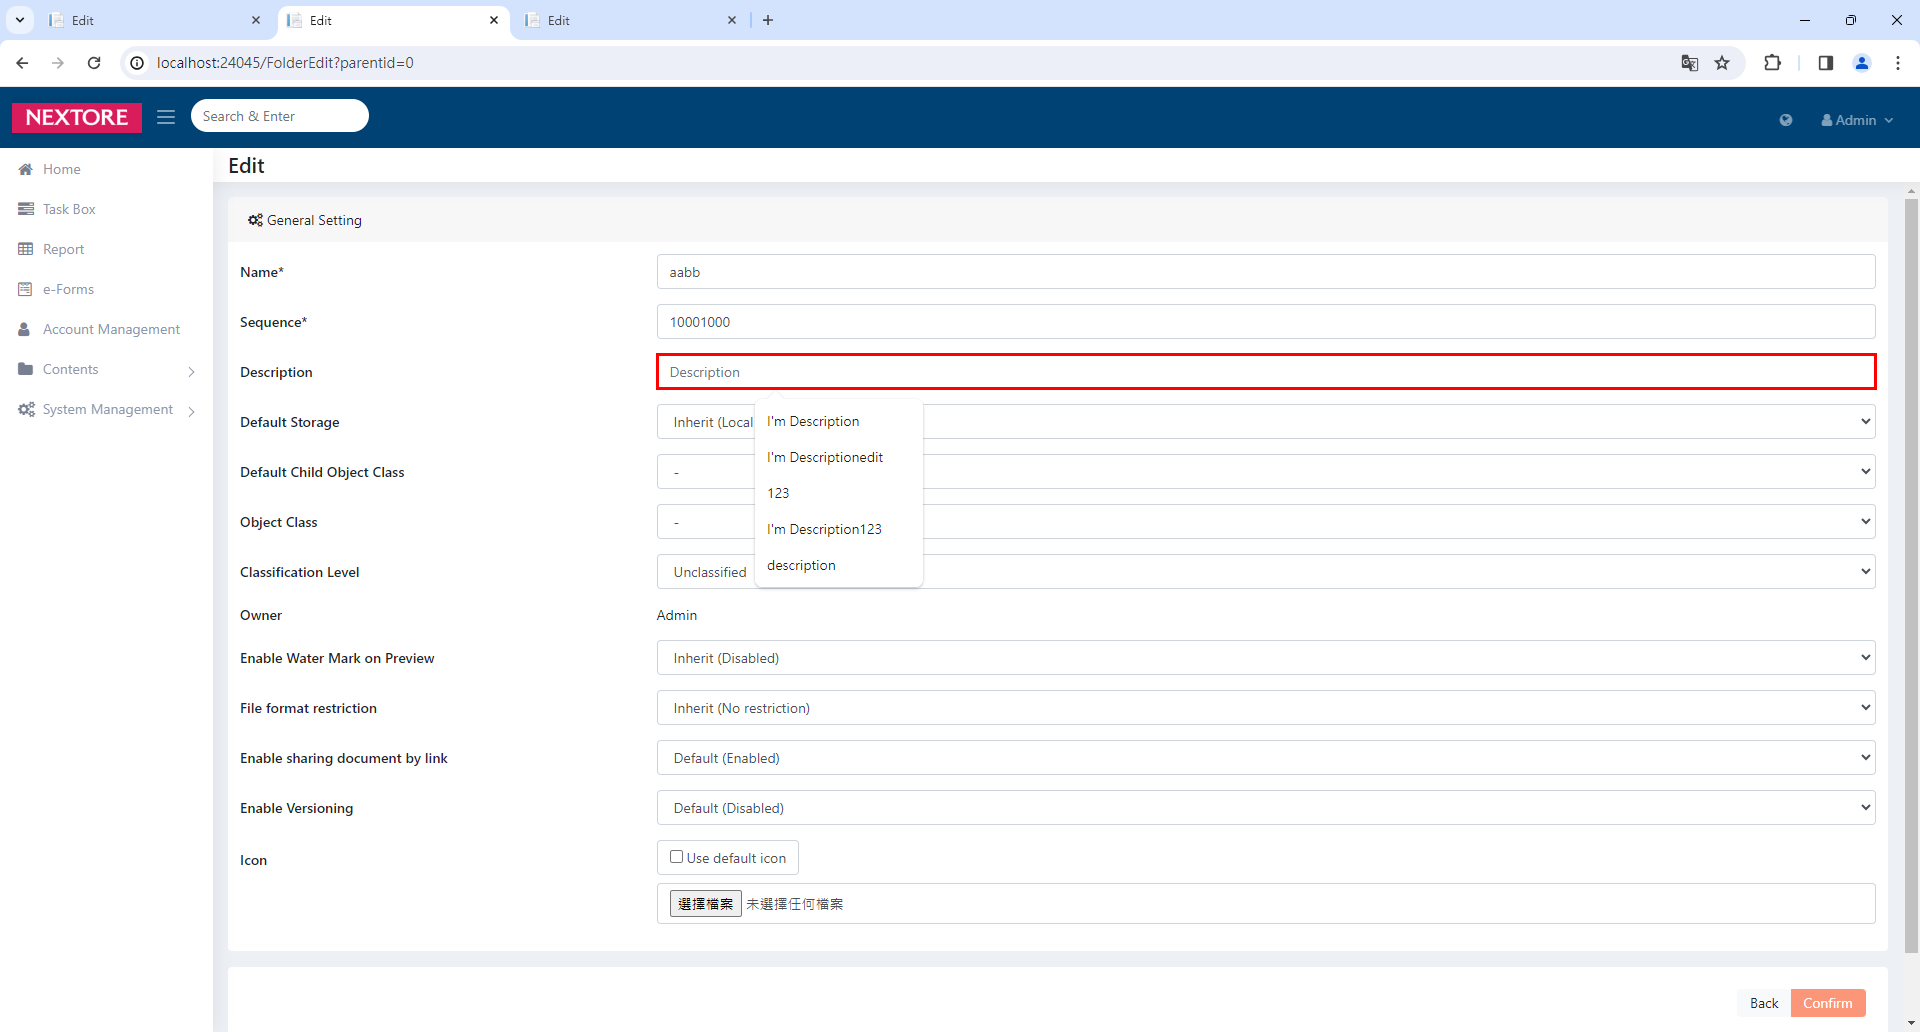 Edit
Edit
Edit
localhost:24045/FolderEdit?parentid=0
NEXTORE
Search & Enter
Admin
Home
Task Box
Report
e-Forms
Account Management
Contents
System Management
Edit
General Setting
Name*
aabb
Sequence*
10001000
Description
Description
I'm Description
I'm Descriptionedit
123
I'm Description123
description
Default Storage
Inherit (Local
Default Child Object Class
-
Object Class
-
Classification Level
Unclassified
Owner
Admin
Enable Water Mark on Preview
Inherit (Disabled)
File format restriction
Inherit (No restriction)
Enable sharing document by link
Default (Enabled)
Enable Versioning
Default (Disabled)
Icon
Use default icon
選擇檔案 未選擇任何檔案
Back
Confirm